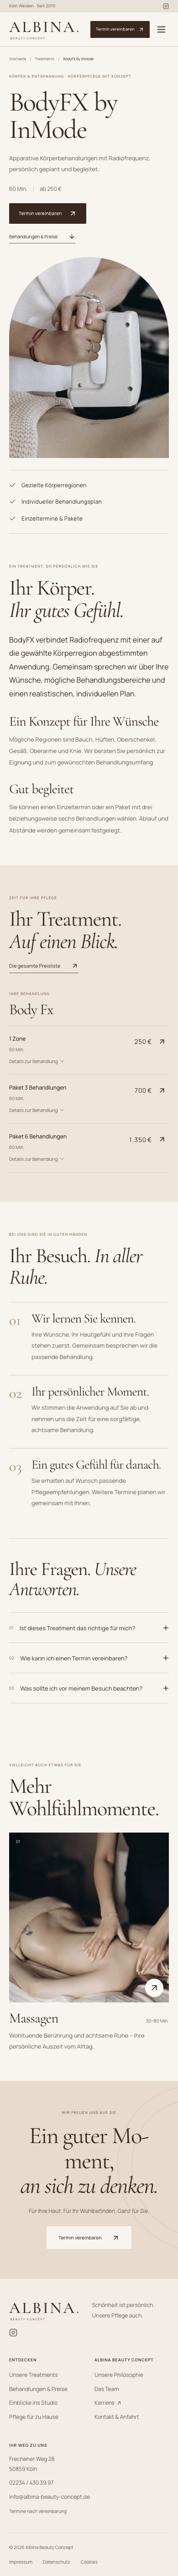 Köln Weiden · Seit 2010
ALBINA.
BEAUTY CONCEPT
Termin vereinbaren
Startseite / Treatments / BodyFX by InMode
KÖRPER & ENTSPANNUNG · KÖRPERPFLEGE MIT KONZEPT
BodyFX by
InMode
Apparative Körperbehandlungen mit Radiofrequenz,
persönlich geplant und begleitet.
60 Min. ab 250 €
Termin vereinbaren
Behandlungen & Preise
Gezielte Körperregionen
Individueller Behandlungsplan
Einzeltermine & Pakete
EIN TREATMENT, SO PERSÖNLICH WIE SIE
Ihr Körper.
Ihr gutes Gefühl.
BodyFX verbindet Radiofrequenz mit einer auf
die gewählte Körperregion abgestimmten
Anwendung. Gemeinsam sprechen wir über Ihre
Wünsche, mögliche Behandlungsbereiche und
einen realistischen, individuellen Plan.
Ein Konzept für Ihre Wünsche
Mögliche Regionen sind Bauch, Hüften, Oberschenkel,
Gesäß, Oberarme und Knie. Wir beraten Sie persönlich zur
Eignung und zum gewünschten Behandlungsumfang.
Gut begleitet
Sie können einen Einzeltermin oder ein Paket mit drei
beziehungsweise sechs Behandlungen wählen. Ablauf und
Abstände werden gemeinsam festgelegt.
ZEIT FÜR IHRE PFLEGE
Ihr Treatment.
Auf einen Blick.
Die gesamte Preisliste
IHRE BEHANDLUNG
Body Fx
1 Zone
60 Min.
250 €
Details zur Behandlung
Paket 3 Behandlungen
60 Min.
700 €
Details zur Behandlung
Paket 6 Behandlungen
60 Min.
1.350 €
Details zur Behandlung
BEI UNS SIND SIE IN GUTEN HÄNDEN
Ihr Besuch. In aller
Ruhe.
01 Wir lernen Sie kennen.
Ihre Wünsche, Ihr Hautgefühl und Ihre Fragen
stehen zuerst. Gemeinsam besprechen wir die
passende Behandlung.
02 Ihr persönlicher Moment.
Wir stimmen die Anwendung auf Sie ab und
nehmen uns die Zeit für eine sorgfältige,
achtsame Behandlung.
03 Ein gutes Gefühl für danach.
Sie erhalten auf Wunsch passende
Pflegeempfehlungen. Weitere Termine planen wir
gemeinsam mit Ihnen.
Ihre Fragen. Unsere
Antworten.
01 Ist dieses Treatment das richtige für mich?
02 Wie kann ich einen Termin vereinbaren?
03 Was sollte ich vor meinem Besuch beachten?
VIELLEICHT AUCH ETWAS FÜR SIE
Mehr
Wohlfühlmomente.
01
Massagen
30–80 Min.
Wohltuende Berührung und achtsame Ruhe – Ihre
persönliche Auszeit vom Alltag.
WIR FREUEN UNS AUF SIE
Ein guter Mo-
ment,
an sich zu denken.
Für Ihre Haut. Für Ihr Wohlbefinden. Ganz für Sie.
Termin vereinbaren
ALBINA.
BEAUTY CONCEPT
Schönheit ist persönlich.
Unsere Pflege auch.
ENTDECKEN
Unsere Treatments
Behandlungen & Preise
Einblicke ins Studio
Pflege für zu Hause
ALBINA BEAUTY CONCEPT
Unsere Philosophie
Das Team
Karriere
Kontakt & Anfahrt
IHR WEG ZU UNS
Frechener Weg 28
50859 Köln
02234 / 430 39 97
info@albina-beauty-concept.de
Termine nach Vereinbarung
© 2026 Albina Beauty Concept
Impressum Datenschutz Cookies